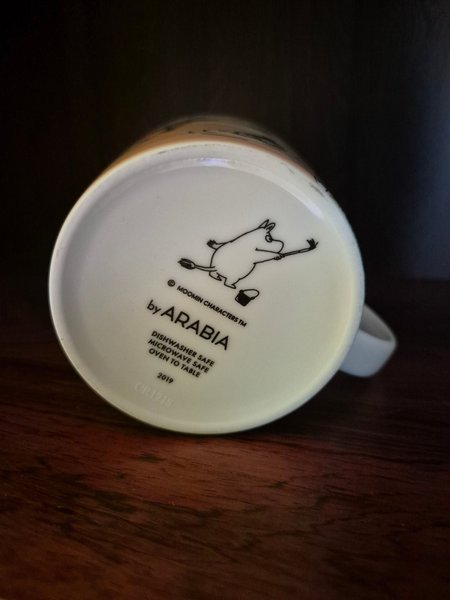 © MOOMIN CHARACTERS™
by ARABIA
DISHWASHER SAFE
MICROWAVE SAFE
OVEN TO TABLE
2019